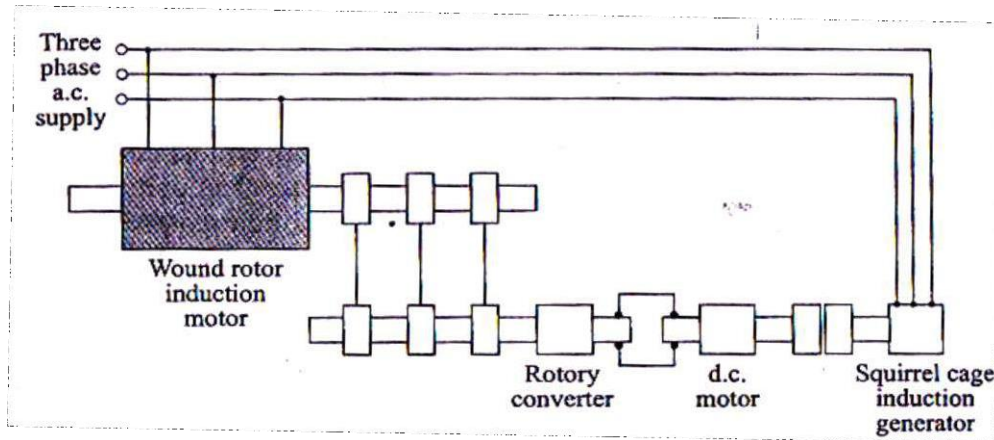 Three
phase
a.c.
supply
Wound rotor
induction
motor
Rotory
converter
d.c.
motor
Squirrel cage
induction
generator